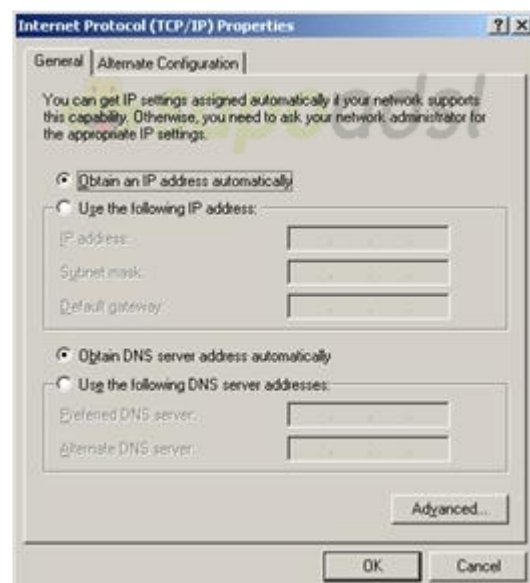 Internet Protocol (TCP/IP) Properties
General
Alternate Configuration
You can get IP settings assigned automatically if your network supports
this capability. Otherwise, you need to ask your network administrator for
the appropriate IP settings.
Obtain an IP address automatically
Use the following IP address:
IP address:
Subnet mask:
Default gateway:
Obtain DNS server address automatically
Use the following DNS server addresses:
Preferred DNS server:
Alternate DNS server:
Advanced...
OK
Cancel